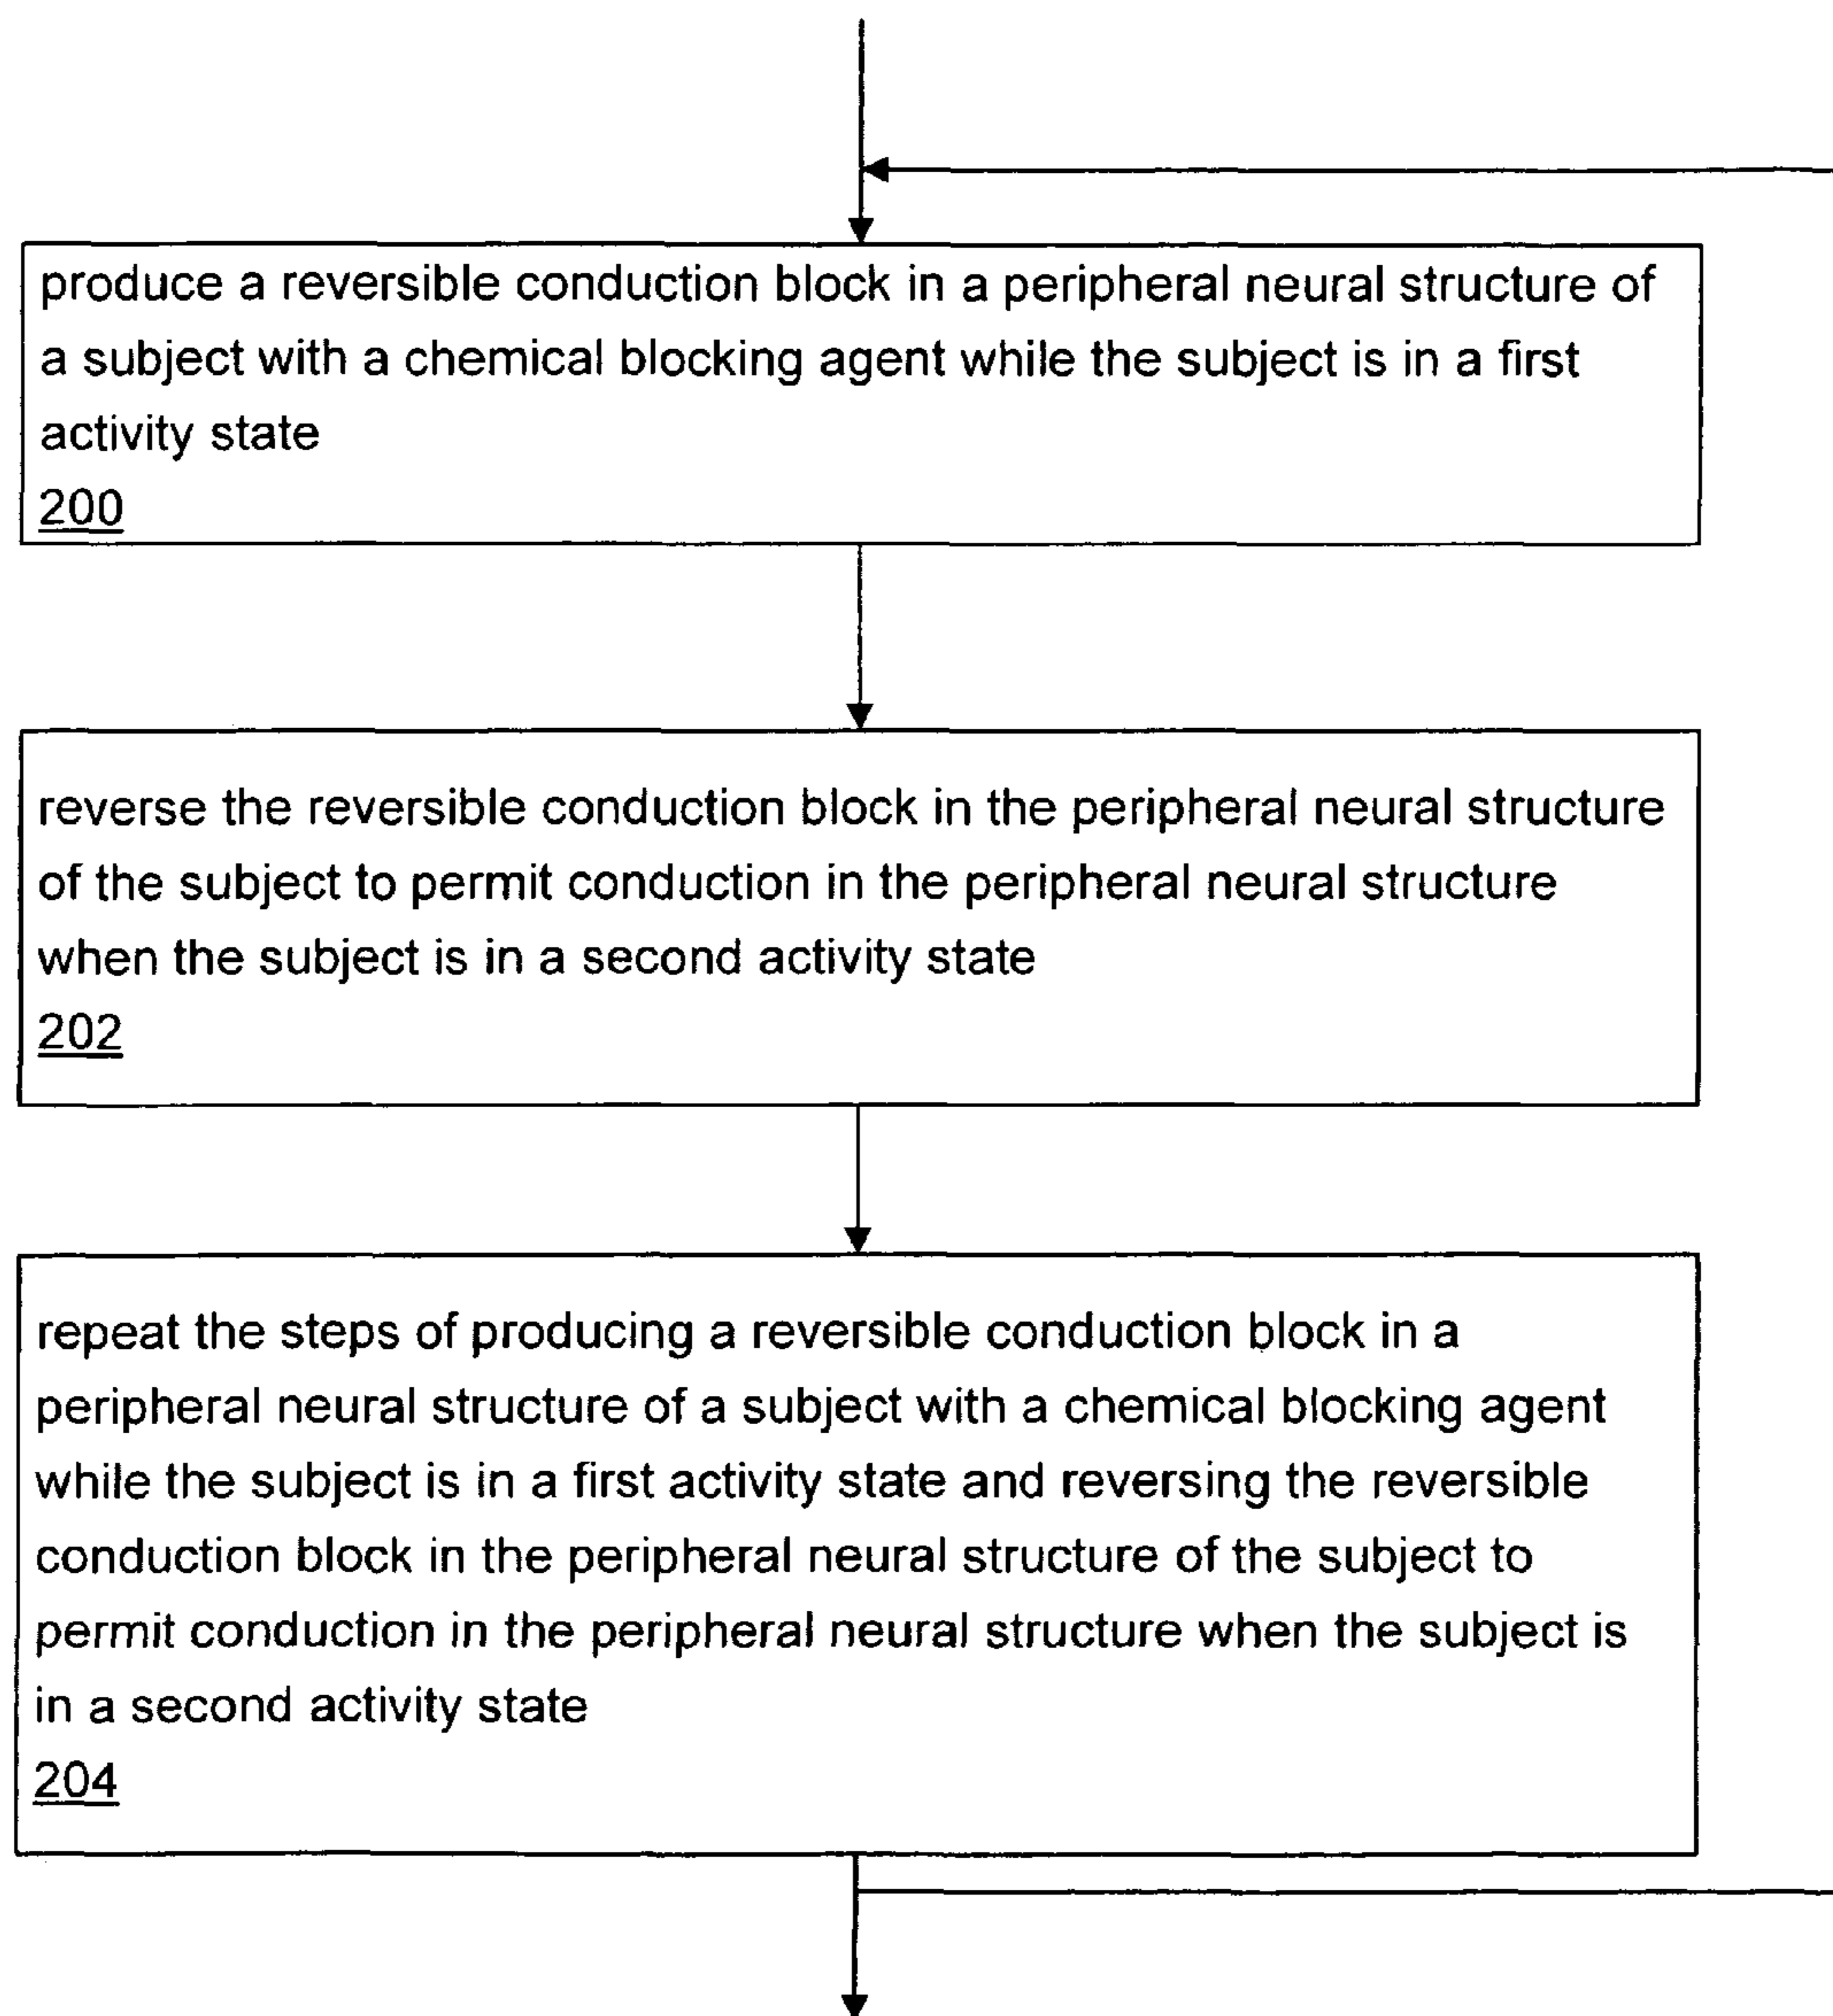 produce a reversible conduction block in a peripheral neural structure of
a subject with a chemical blocking agent while the subject is in a first
activity state
200
reverse the reversible conduction block in the peripheral neural structure
of the subject to permit conduction in the peripheral neural structure
when the subject is in a second activity state
202
repeat the steps of producing a reversible conduction block in a
peripheral neural structure of a subject with a chemical blocking agent
while the subject is in a first activity state and reversing the reversible
conduction block in the peripheral neural structure of the subject to
permit conduction in the peripheral neural structure when the subject is
in a second activity state
204